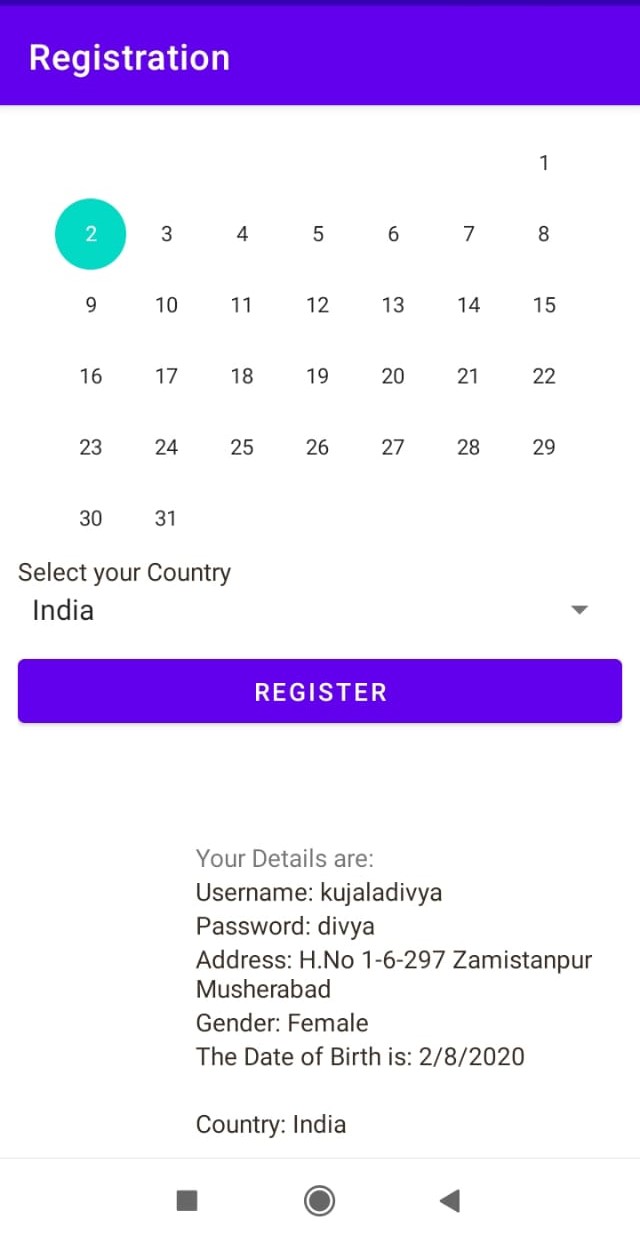 Registration
1
2 3 4 5 6 7 8
9 10 11 12 13 14 15
16 17 18 19 20 21 22
23 24 25 26 27 28 29
30 31
Select your Country
India
REGISTER
Your Details are:
Username: kujaladivya
Password: divya
Address: H.No 1-6-297 Zamistanpur
Musherabad
Gender: Female
The Date of Birth is: 2/8/2020
Country: India